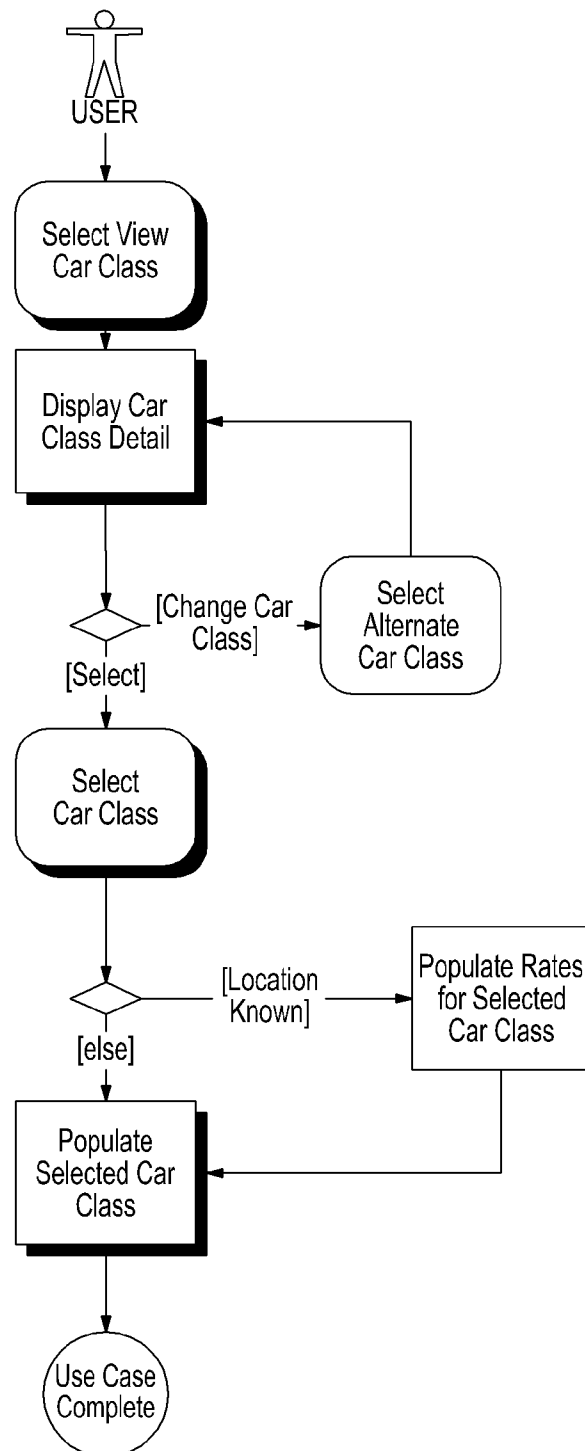 USER
Select View
Car Class
Display Car
Class Detail
[Change Car
Class]
Select
Alternate
Car Class
[Select]
Select
Car Class
[Location
Known]
Populate Rates
for Selected
Car Class
[else]
Populate
Selected Car
Class
Use Case
Complete